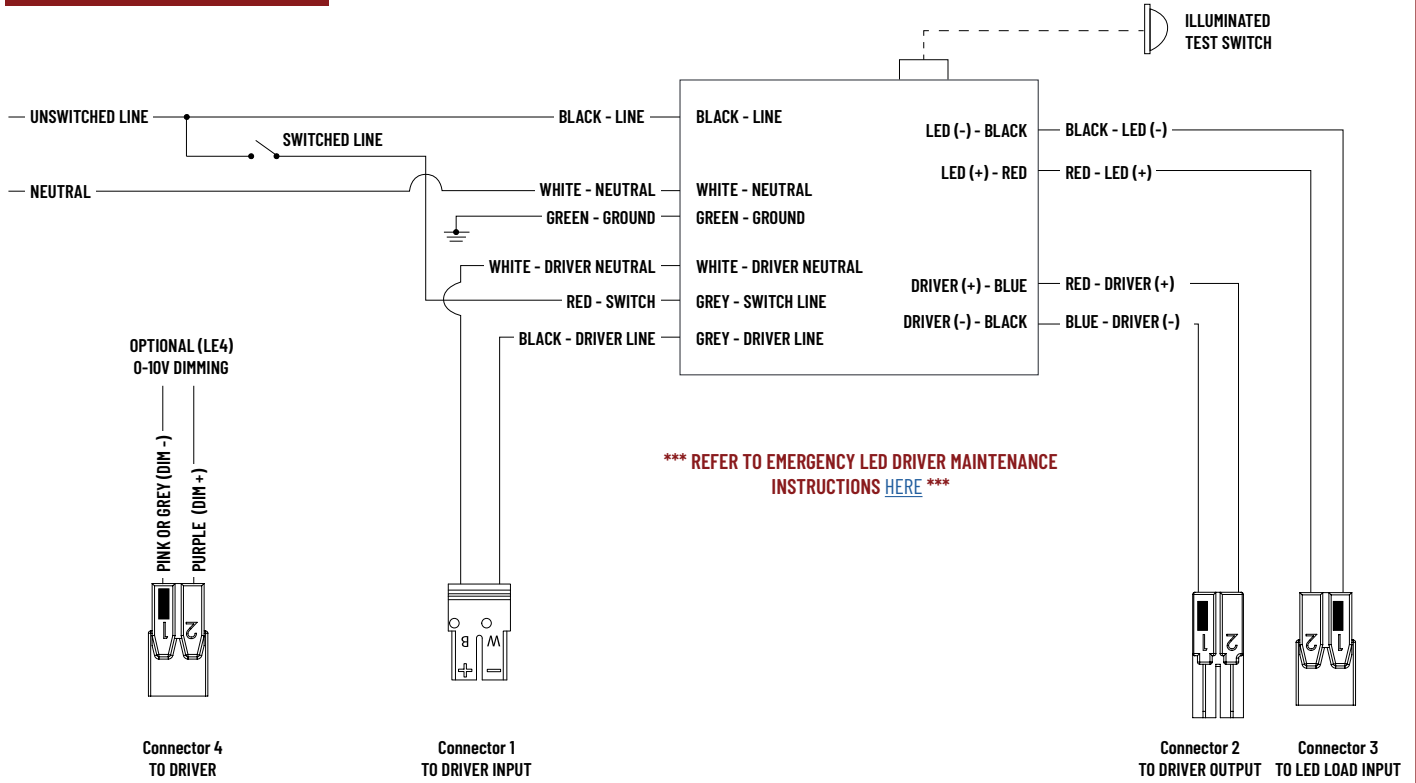 ILLUMINATED
TEST SWITCH
UNSWITCHED LINE
BLACK - LINE
BLACK - LINE
SWITCHED LINE
LED (-) - BLACK
BLACK - LED (-)
LED (+) - RED
RED - LED (+)
NEUTRAL
WHITE - NEUTRAL
WHITE - NEUTRAL
GREEN - GROUND
GREEN - GROUND
WHITE - DRIVER NEUTRAL
WHITE - DRIVER NEUTRAL
DRIVER (+) - BLUE
RED - DRIVER (+)
RED - SWITCH
GREY - SWITCH LINE
DRIVER (-) - BLACK
BLUE - DRIVER (-)
BLACK - DRIVER LINE
GREY - DRIVER LINE
OPTIONAL (LE4)
0-10V DIMMING
PINK OR GREY (DIM -)
PURPLE (DIM +)
*** REFER TO EMERGENCY LED DRIVER MAINTENANCE
INSTRUCTIONS HERE ***
1 2
B W
+ −
1 2
2 1
Connector 4
TO DRIVER
Connector 1
TO DRIVER INPUT
Connector 2
TO DRIVER OUTPUT
Connector 3
TO LED LOAD INPUT